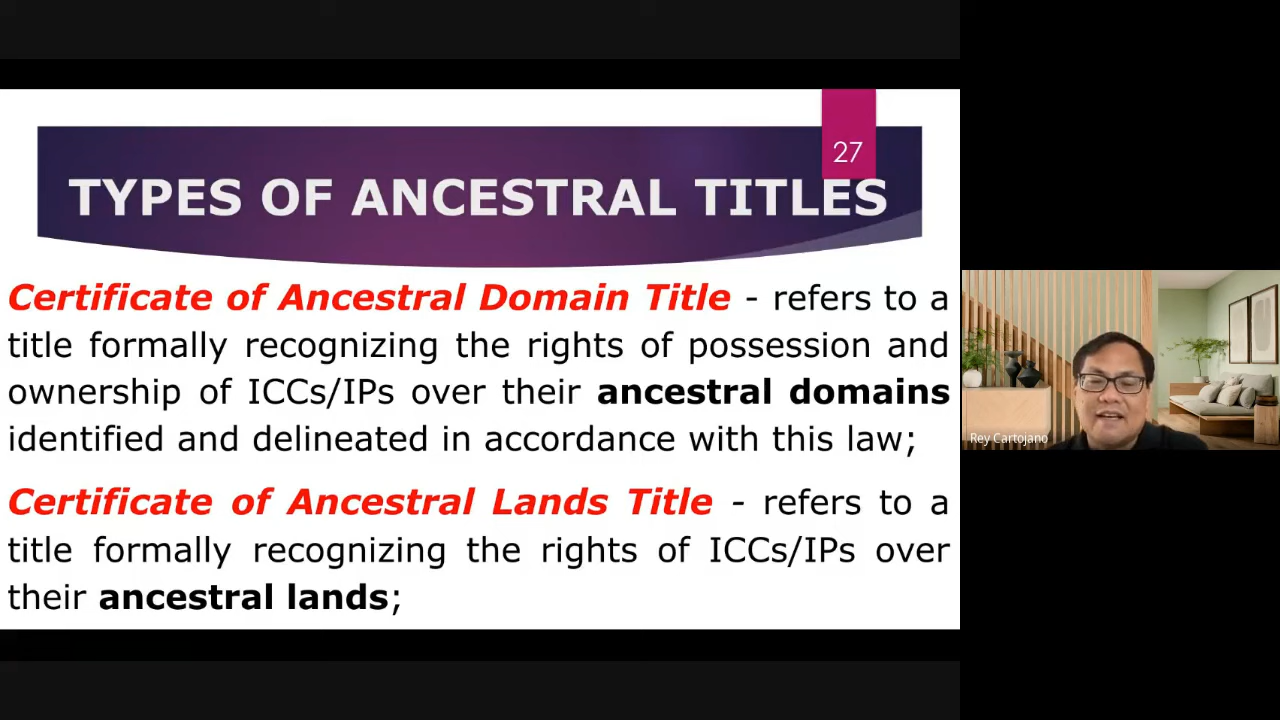 27
TYPES OF ANCESTRAL TITLES
Certificate of Ancestral Domain Title - refers to a
title formally recognizing the rights of possession and
ownership of ICCs/IPs over their ancestral domains
identified and delineated in accordance with this law;
Certificate of Ancestral Lands Title - refers to a
title formally recognizing the rights of ICCs/IPs over
their ancestral lands;
Rey Cartojano